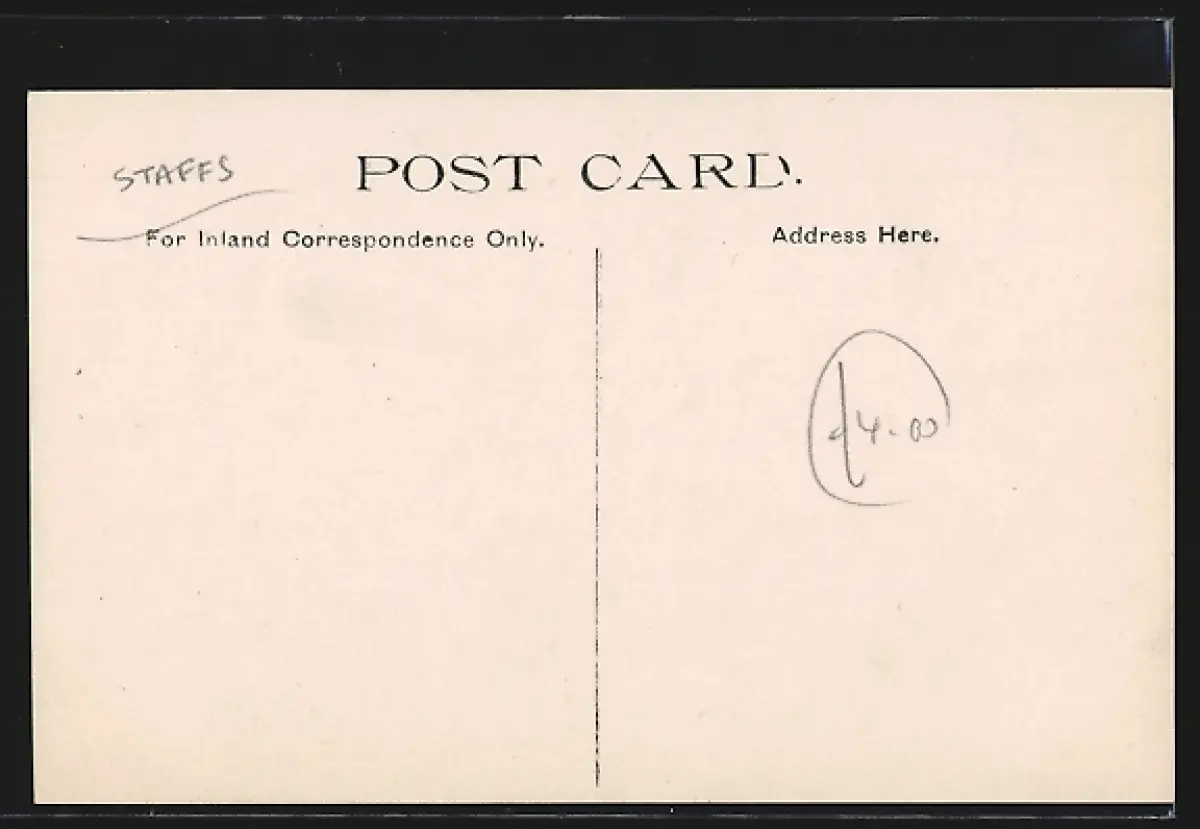 STAFFS
POST CARD.
For Inland Correspondence Only.
Address Here.
£4.00